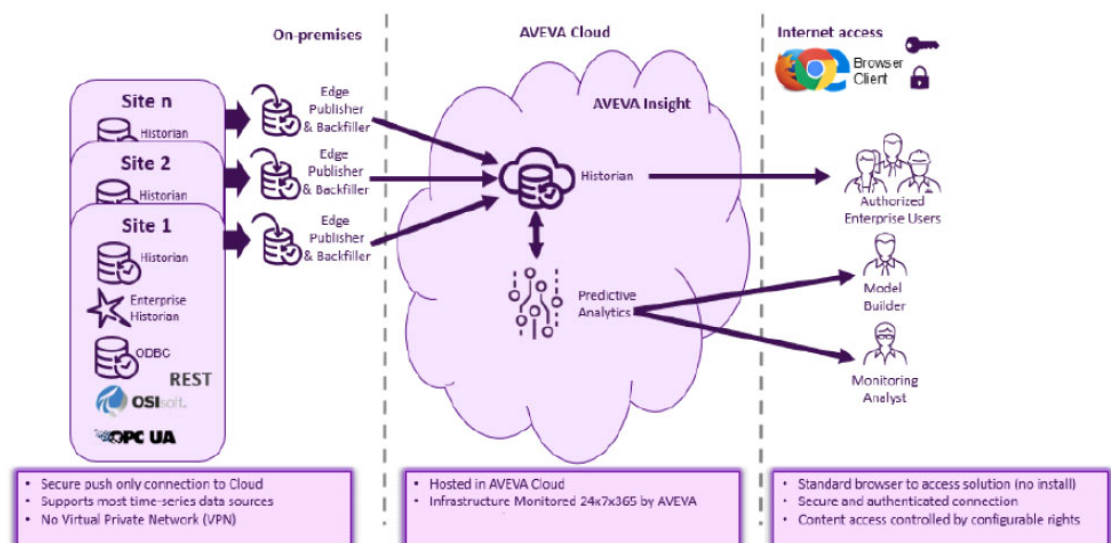 On-premises
AVEVA Cloud
Internet access
Browser
Client
Site n
Historian
Edge
Publisher
& Backfiller
Site 2
Historian
Edge
Publisher
& Backfiller
Site 1
Historian
Enterprise
Historian
ODBC
REST
OSIsoft.
OPC UA
Edge
Publisher
& Backfiller
AVEVA Insight
Historian
Predictive
Analytics
Authorized
Enterprise Users
Model
Builder
Monitoring
Analyst
• Secure push only connection to Cloud
• Supports most time-series data sources
• No Virtual Private Network (VPN)
• Hosted in AVEVA Cloud
• Infrastructure Monitored 24x7x365 by AVEVA
• Standard browser to access solution (no install)
• Secure and authenticated connection
• Content access controlled by configurable rights